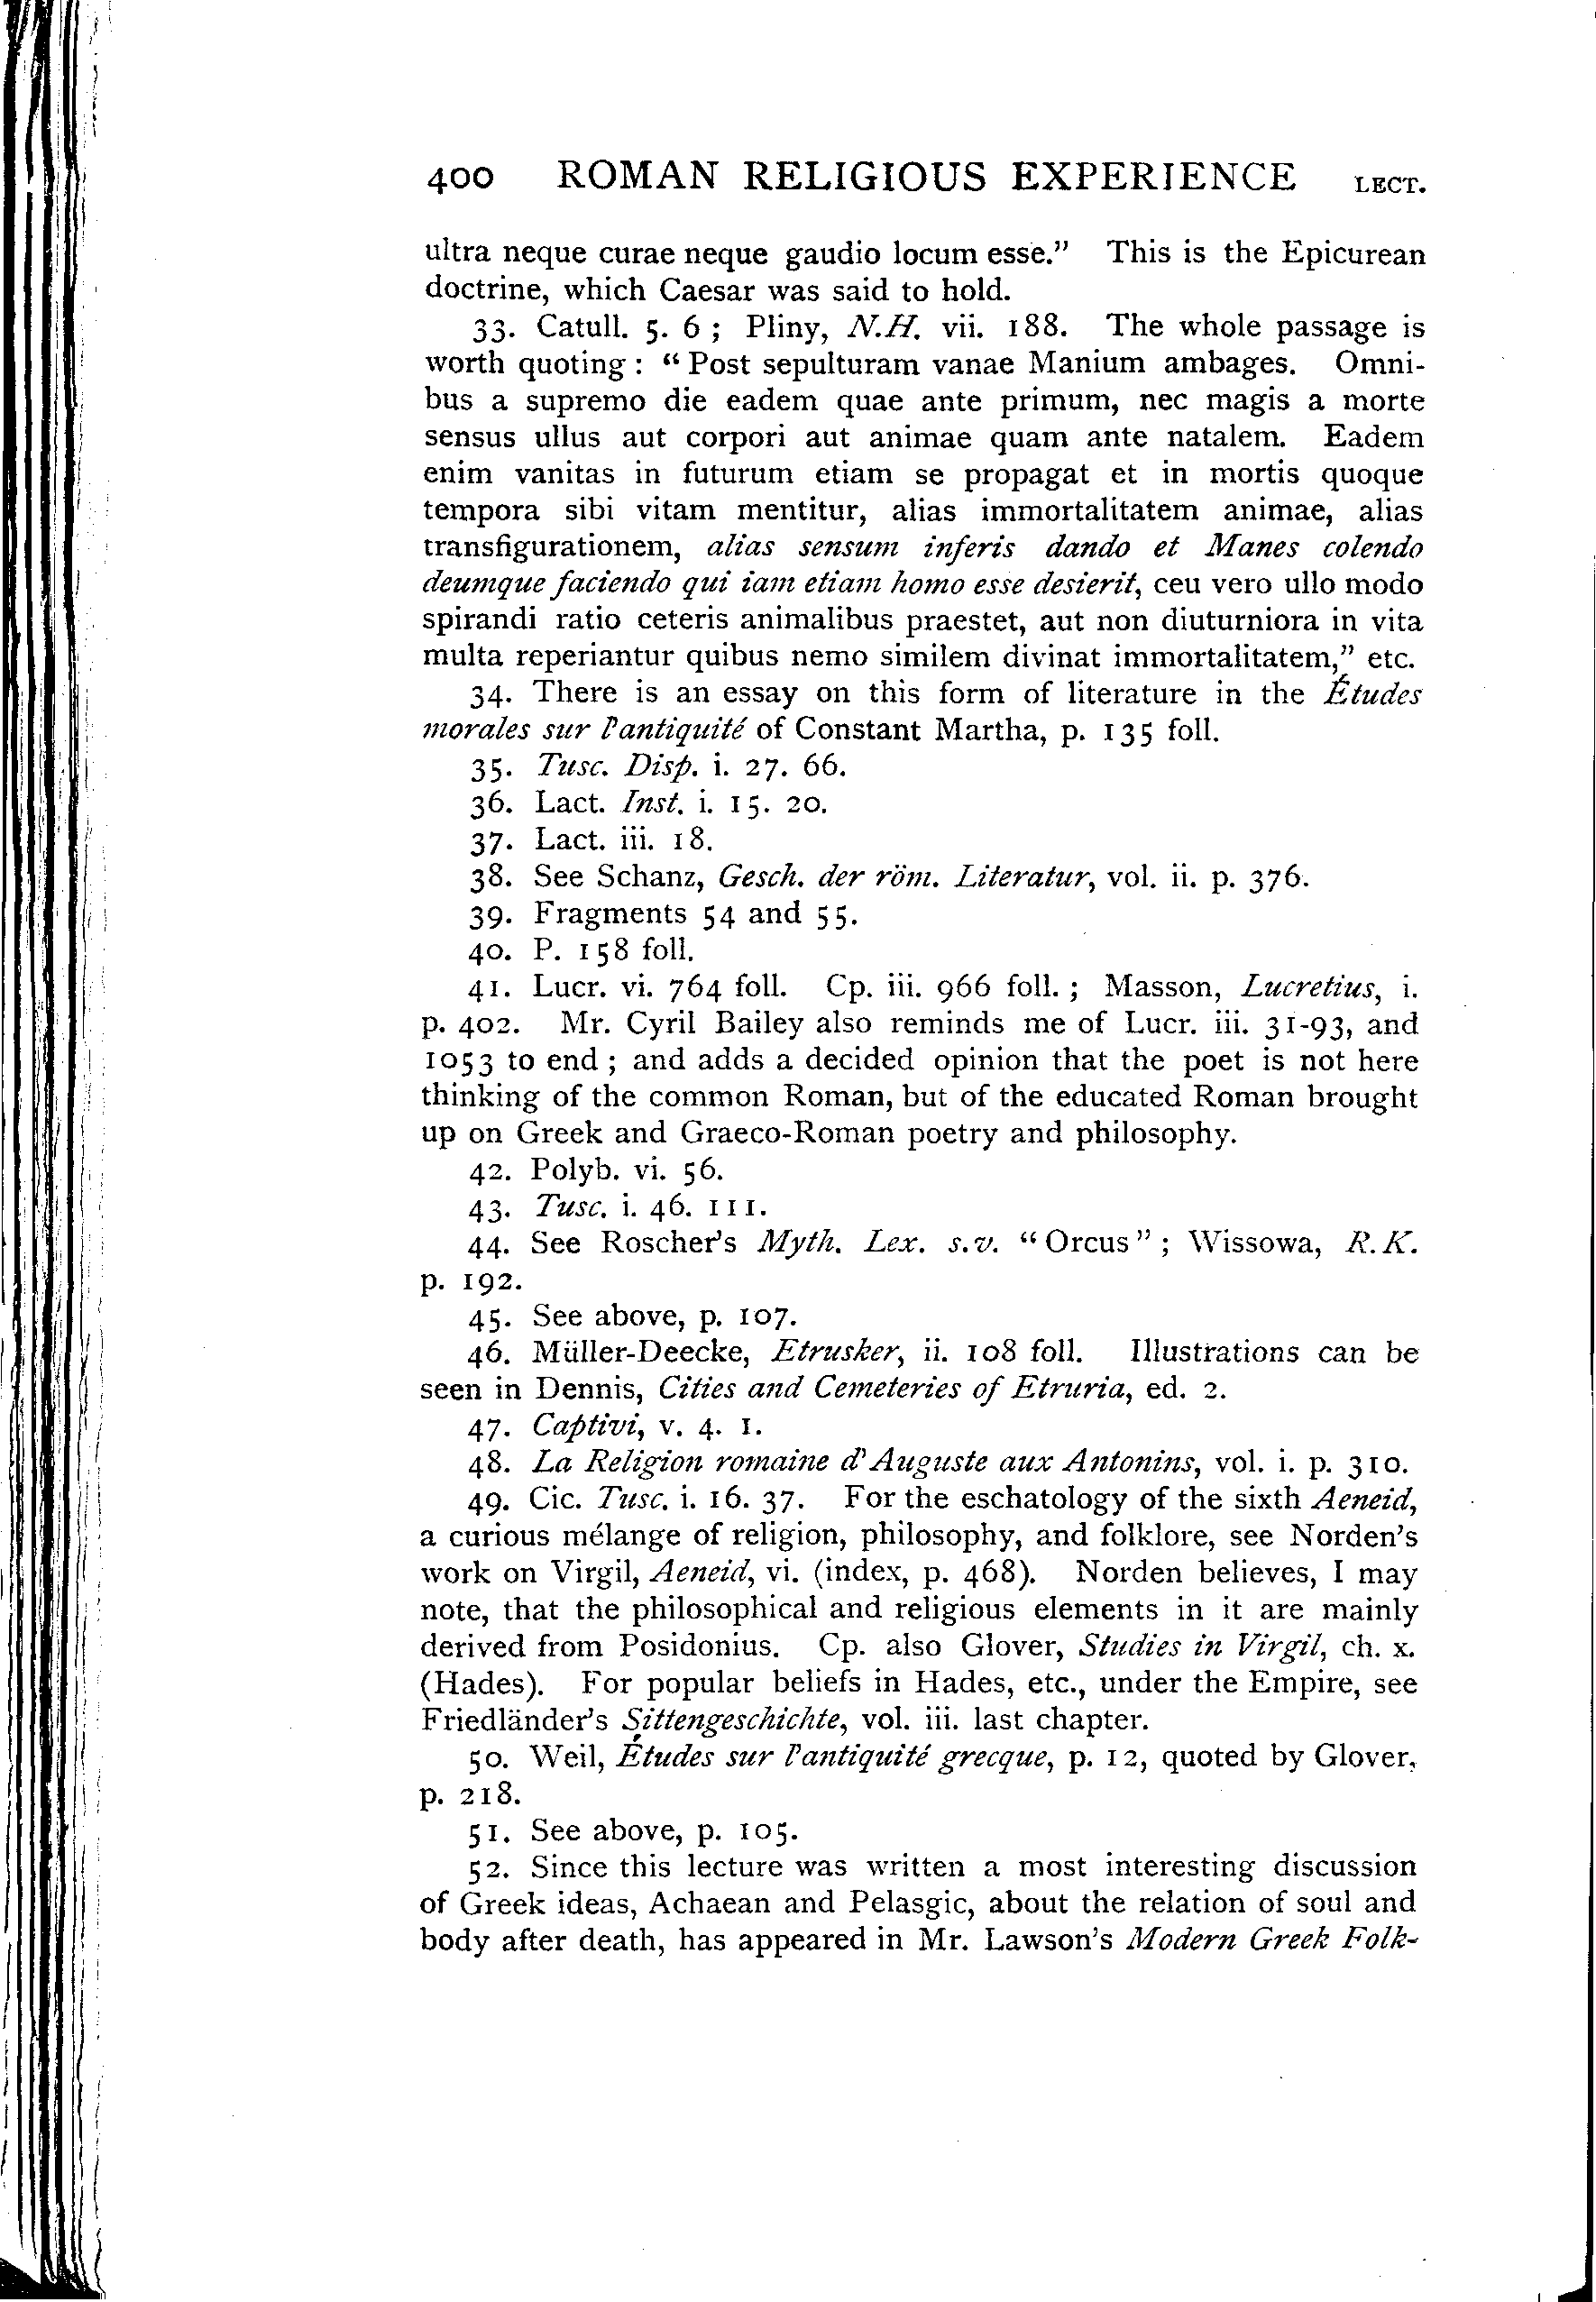 400 ROMAN RELIGIOUS EXPERIENCE LECT.
ultra neque curae neque gaudio locum esse.” This is the Epicurean
doctrine, which Caesar was said to hold.
33. Catull. 5. 6 ; Pliny, N.H. vii. 188. The whole passage is
worth quoting : “ Post sepulturam vanae Manium ambages. Omni-
bus a supremo die eadem quae ante primum, nec magis a morte
sensus ullus aut corpori aut animae quam ante natalem. Eadem
enim vanitas in futurum etiam se propagat et in mortis quoque
tempora sibi vitam mentitur, alias immortalitatem animae, alias
transfigurationem, alias sensum inferis dando et Manes colendo
deumque faciendo qui iam etiam homo esse desierit, ceu vero ullo modo
spirandi ratio ceteris animalibus praestet, aut non diuturniora in vita
multa reperiantur quibus nemo similem divinat immortalitatem,” etc.
34. There is an essay on this form of literature in the Études
morales sur l'antiquité of Constant Martha, p. 135 foll.
35. Tusc. Disp. i. 27. 66.
36. Lact. Inst. i. 15. 20.
37. Lact. iii. 18.
38. See Schanz, Gesch. der röm. Literatur, vol. ii. p. 376.
39. Fragments 54 and 55.
40. P. 158 foll.
41. Lucr. vi. 764 foll. Cp. iii. 966 foll. ; Masson, Lucretius, i.
p. 402. Mr. Cyril Bailey also reminds me of Lucr. iii. 31-93, and
1053 to end ; and adds a decided opinion that the poet is not here
thinking of the common Roman, but of the educated Roman brought
up on Greek and Graeco-Roman poetry and philosophy.
42. Polyb. vi. 56.
43. Tusc. i. 46. 111.
44. See Roscher's Myth. Lex. s.v. “ Orcus ” ; Wissowa, R.K.
p. 192.
45. See above, p. 107.
46. Müller-Deecke, Etrusker, ii. 108 foll. Illustrations can be
seen in Dennis, Cities and Cemeteries of Etruria, ed. 2.
47. Captivi, v. 4. 1.
48. La Religion romaine d'Auguste aux Antonins, vol. i. p. 310.
49. Cic. Tusc. i. 16. 37. For the eschatology of the sixth Aeneid,
a curious mélange of religion, philosophy, and folklore, see Norden's
work on Virgil, Aeneid, vi. (index, p. 468). Norden believes, I may
note, that the philosophical and religious elements in it are mainly
derived from Posidonius. Cp. also Glover, Studies in Virgil, ch. x.
(Hades). For popular beliefs in Hades, etc., under the Empire, see
Friedländer's Sittengeschichte, vol. iii. last chapter.
50. Weil, Études sur l'antiquité grecque, p. 12, quoted by Glover,
p. 218.
51. See above, p. 105.
52. Since this lecture was written a most interesting discussion
of Greek ideas, Achaean and Pelasgic, about the relation of soul and
body after death, has appeared in Mr. Lawson's Modern Greek Folk-